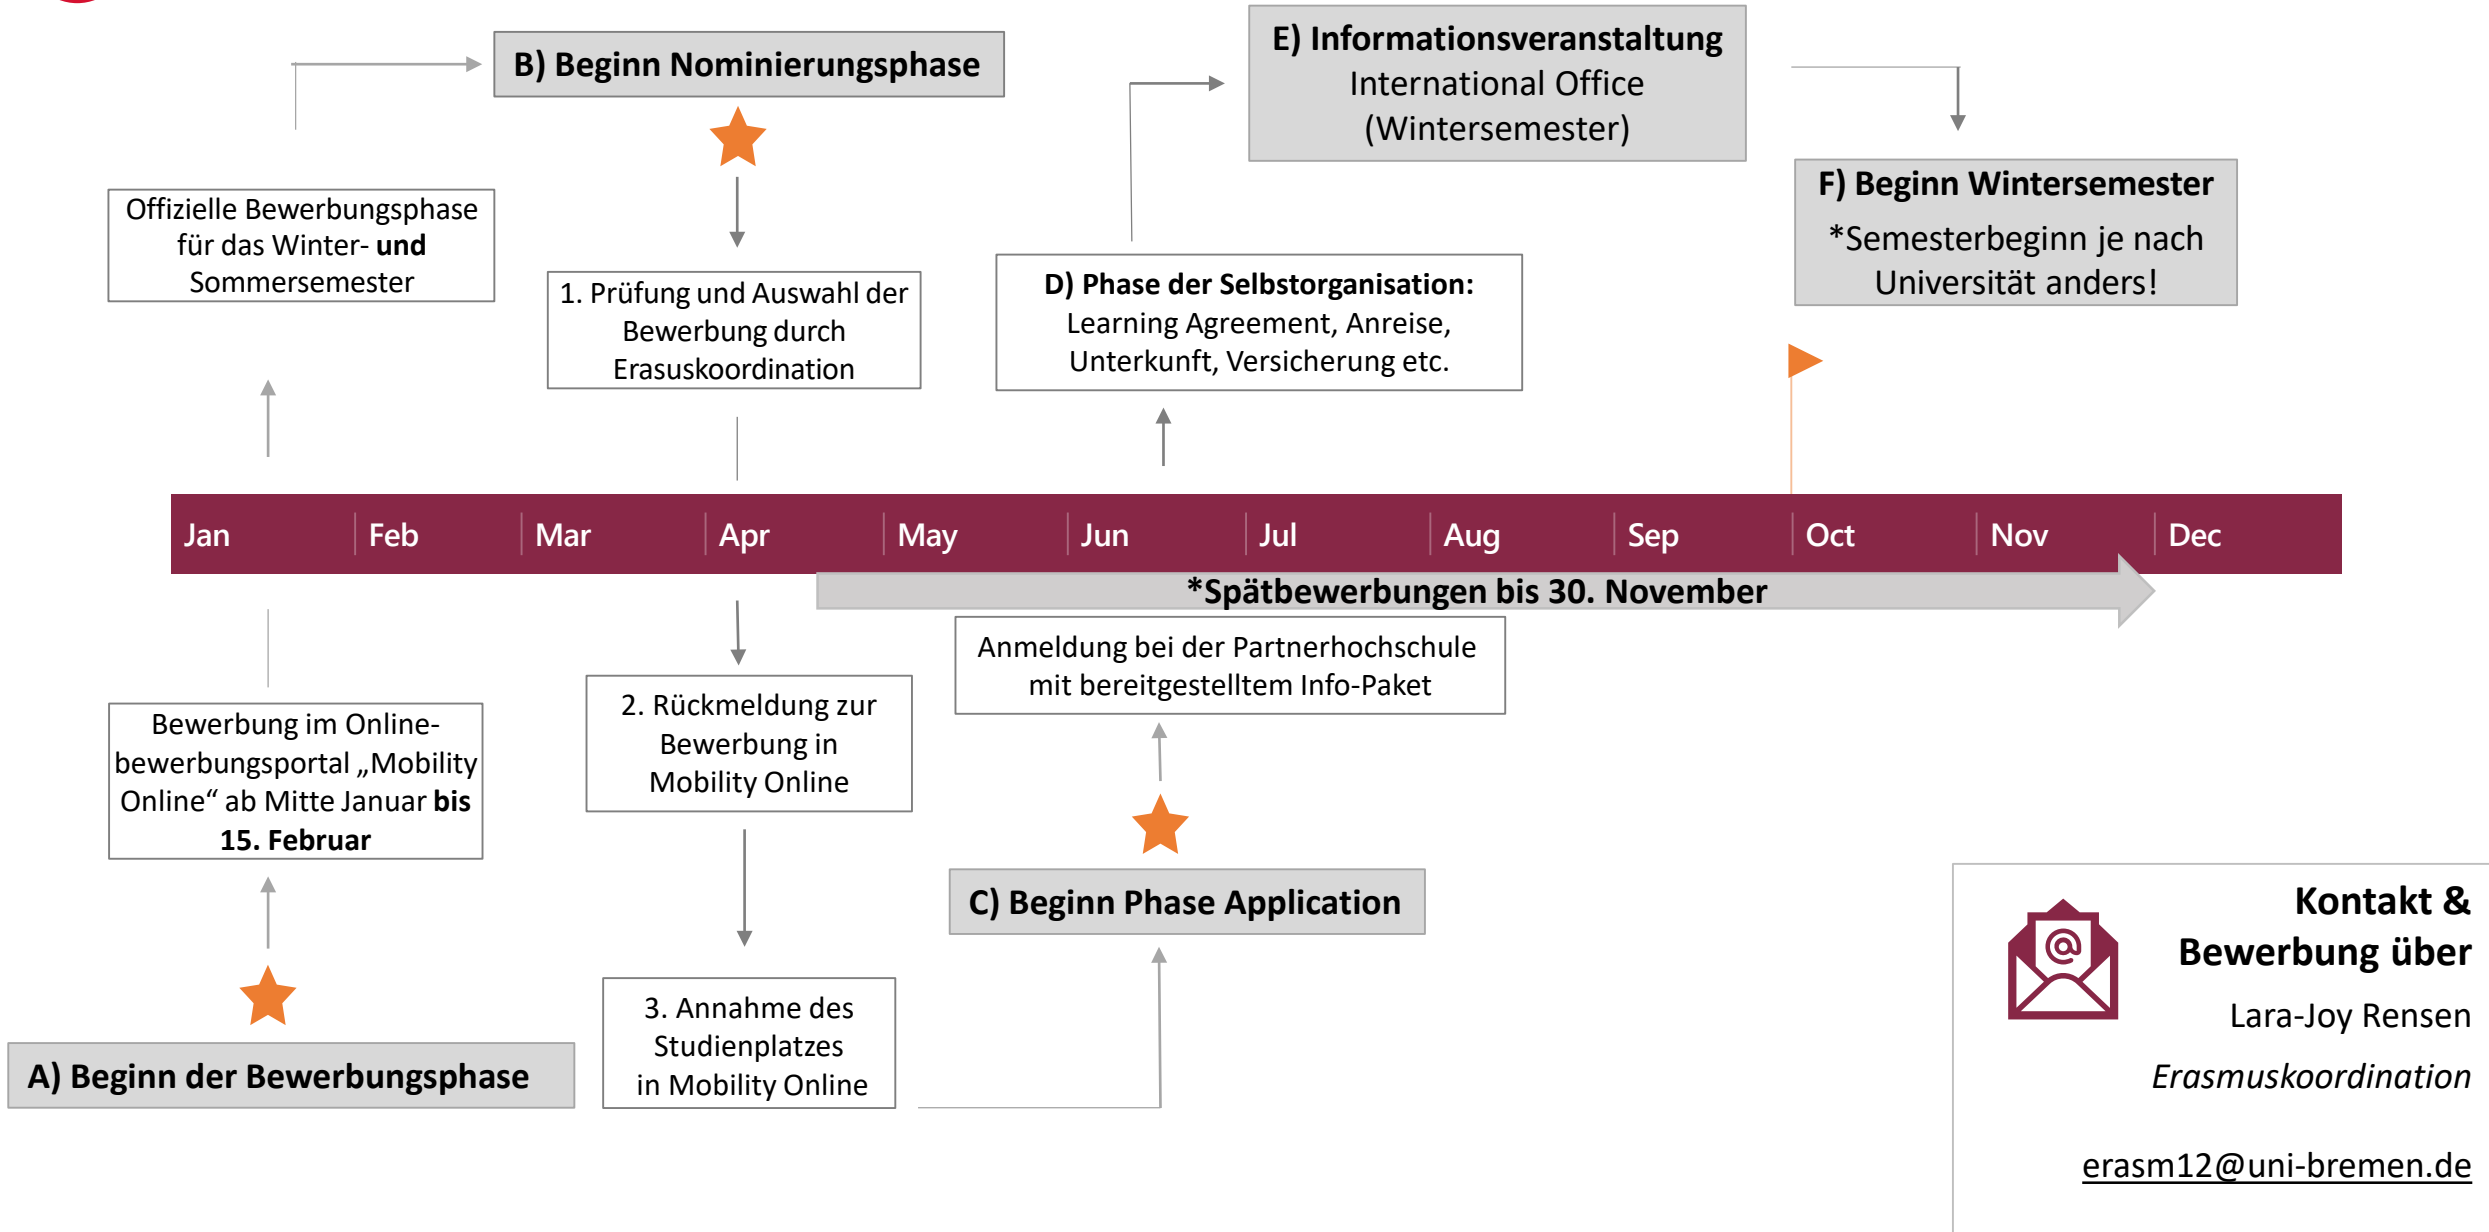 B) Beginn Nominierungsphase
E) Informationsveranstaltung
International Office
(Wintersemester)
F) Beginn Wintersemester
*Semesterbeginn je nach
Universität anders!
Offizielle Bewerbungsphase
für das Winter- und
Sommersemester
1. Prüfung und Auswahl der
Bewerbung durch
Erasuskoordination
D) Phase der Selbstorganisation:
Learning Agreement, Anreise,
Unterkunft, Versicherung etc.
Jan Feb Mar Apr May Jun Jul Aug Sep Oct Nov Dec
*Spätbewerbungen bis 30. November
Bewerbung im Online-
bewerbungsportal „Mobility
Online“ ab Mitte Januar bis
15. Februar
A) Beginn der Bewerbungsphase
2. Rückmeldung zur
Bewerbung in
Mobility Online
3. Annahme des
Studienplatzes
in Mobility Online
Anmeldung bei der Partnerhochschule
mit bereitgestelltem Info-Paket
C) Beginn Phase Application
Kontakt &
Bewerbung über
Lara-Joy Rensen
Erasmuskoordination
erasm12@uni-bremen.de